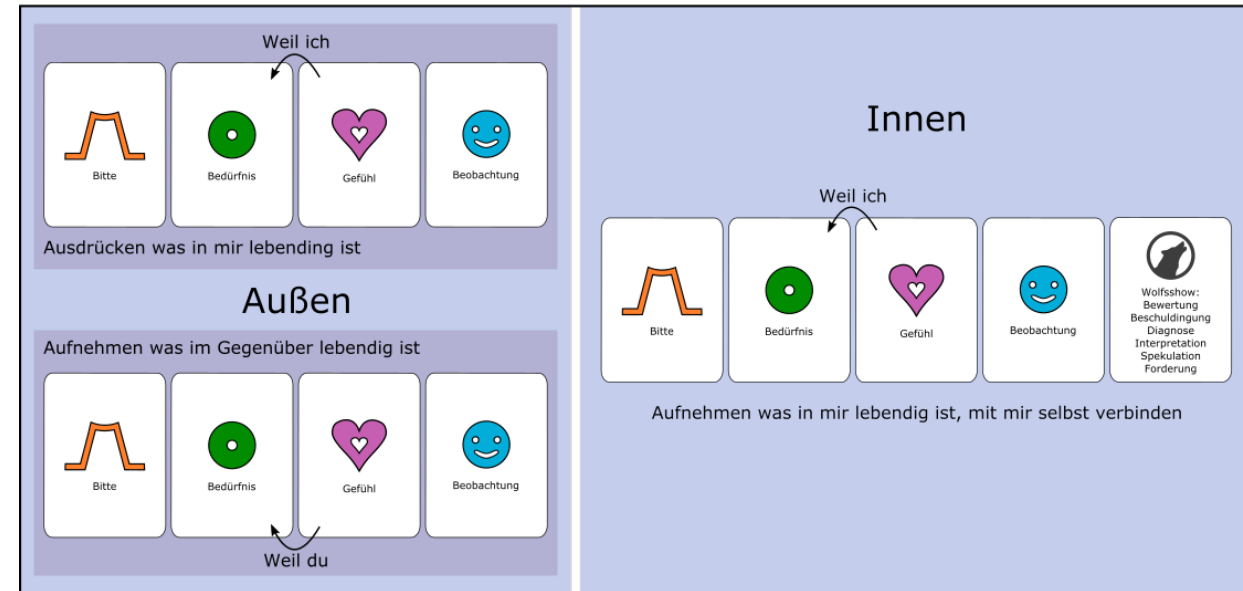 Weil ich
Bitte
Bedürfnis
Gefühl
Beobachtung
Ausdrücken was in mir lebending ist
Außen
Aufnehmen was im Gegenüber lebendig ist
Bitte
Bedürfnis
Gefühl
Beobachtung
Weil du
Innen
Weil ich
Bitte
Bedürfnis
Gefühl
Beobachtung
Wolfsshow:
Bewertung
Beschuldingung
Diagnose
Interpretation
Spekulation
Forderung
Aufnehmen was in mir lebendig ist, mit mir selbst verbinden